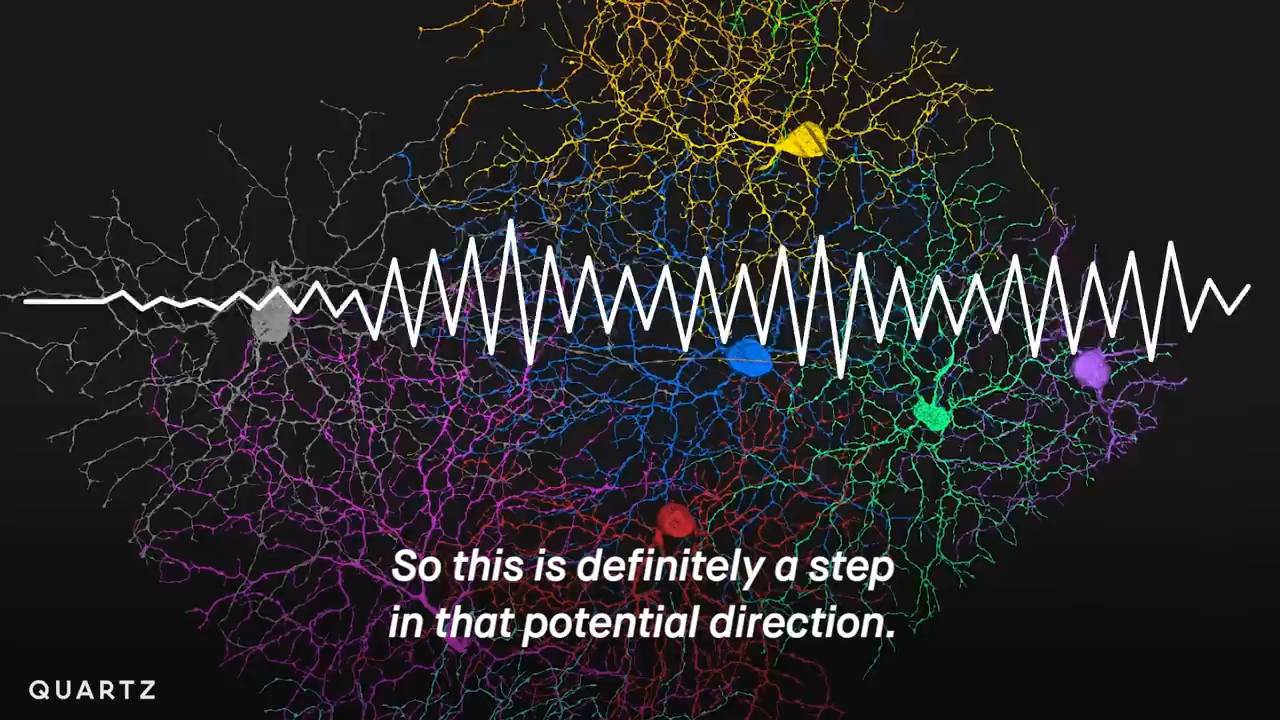 So this is definitely a step
in that potential direction.
QUARTZ